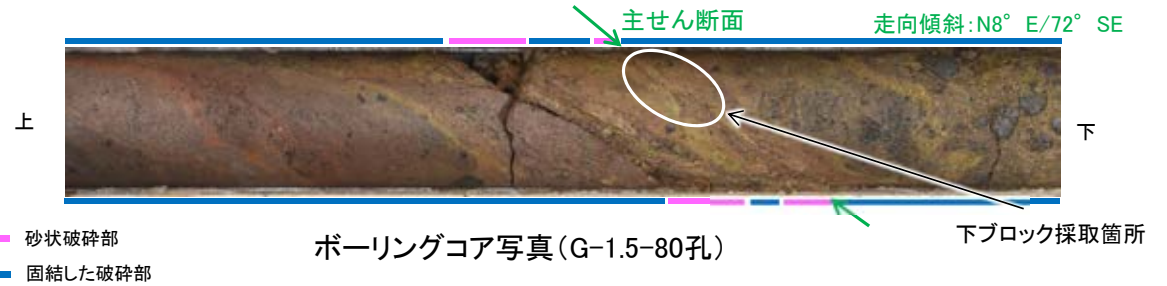 主せん断面
走向傾斜:N8°E/72°SE
上
下
下ブロック採取箇所
砂状破砕部
固結した破砕部
ボーリングコア写真(G-1.5-80孔)